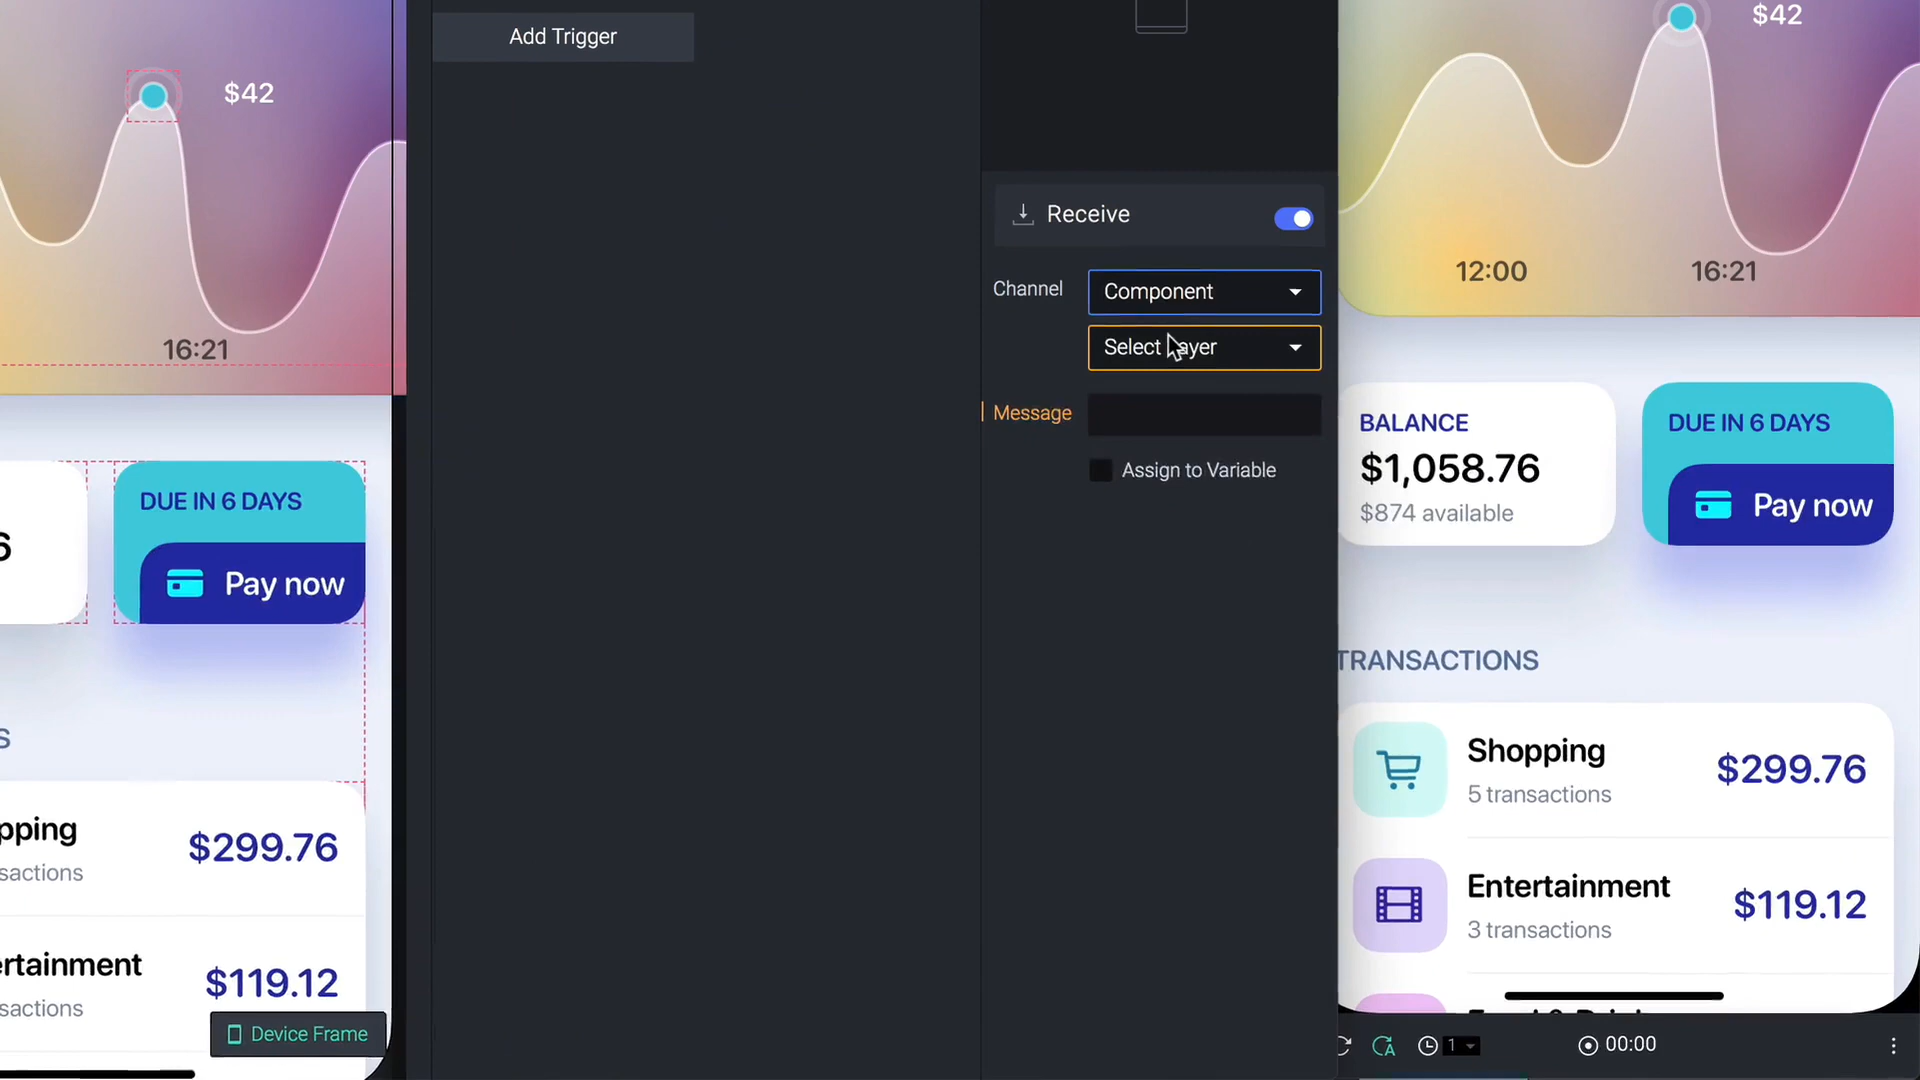 $42
16:21
6
DUE IN 6 DAYS
Pay now
S
pping
sactions
$299.76
rtainment
sactions
$119.12
Device Frame
Add Trigger
Receive
Channel
Component
Select Layer
Message
Assign to Variable
$42
12:00
16:21
BALANCE
$1,058.76
$874 available
DUE IN 6 DAYS
Pay now
TRANSACTIONS
Shopping
5 transactions
$299.76
Entertainment
3 transactions
$119.12
1
00:00